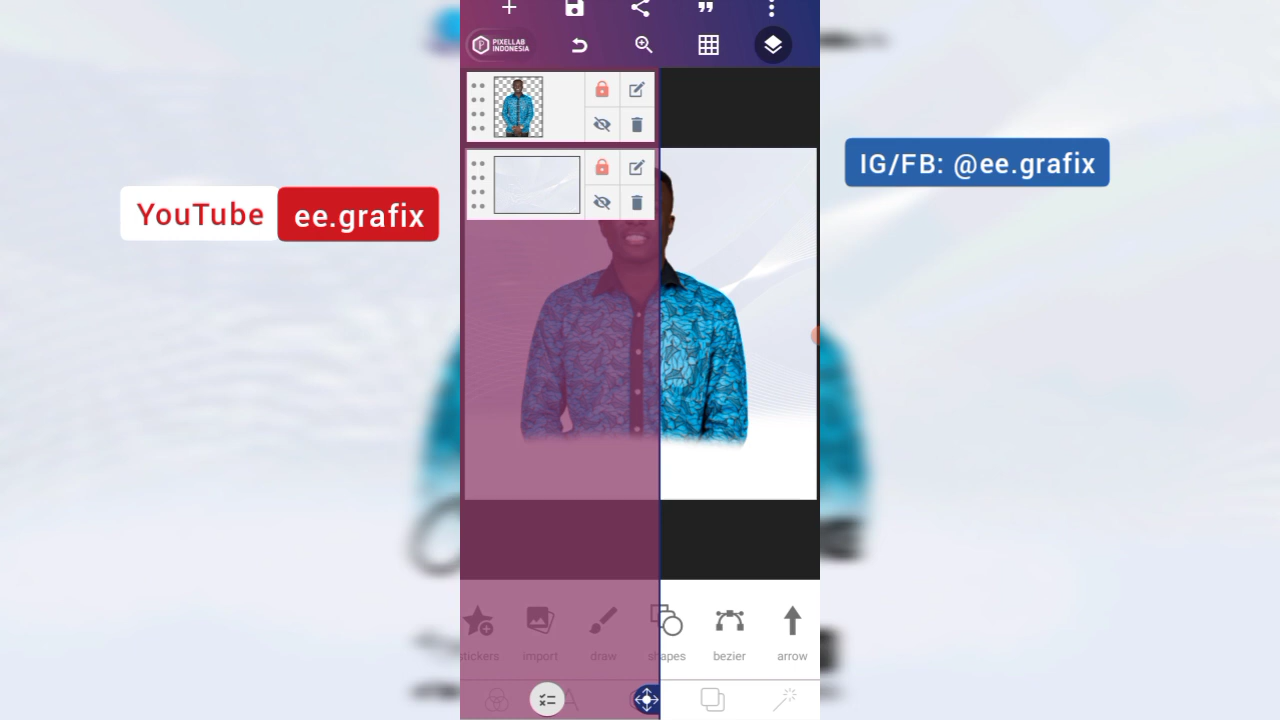 PIXELLAB
INDONESIA
YouTube ee.grafix
IG/FB: @ee.grafix
stickers import draw shapes bezier arrow